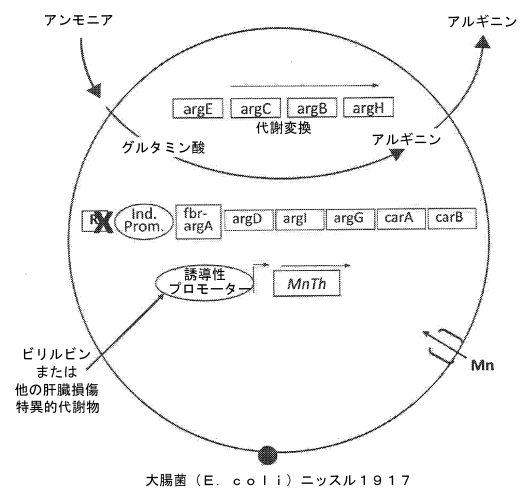 アンモニア
アルギニン
argE
argC
argB
argH
代謝変換
グルタミン酸
アルギニン
R
X
Ind.
Prom.
fbr-
argA
argD
argI
argG
carA
carB
誘導性
プロモーター
MnTh
ビリルビン
または
他の肝臓損傷
特異的代謝物
Mn
大腸菌（Ｅ．ｃｏｌｉ）ニッスル１９１７